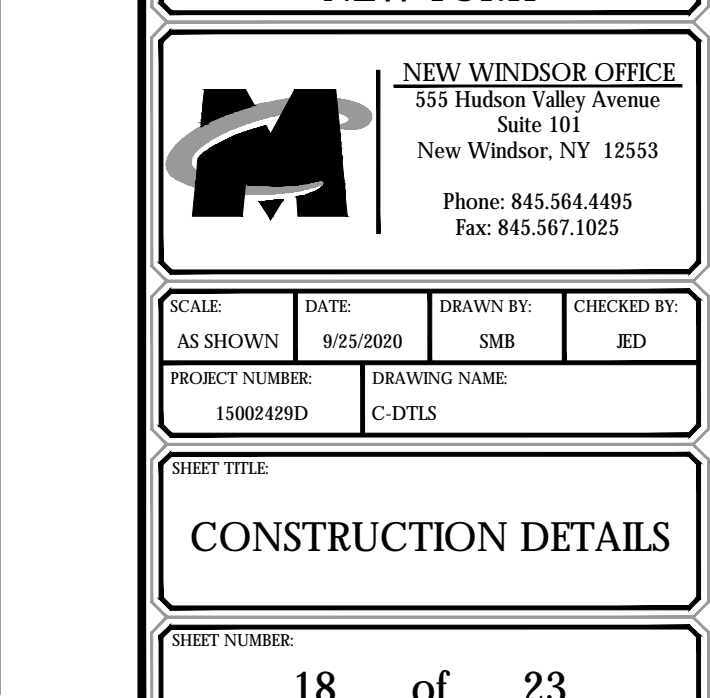 NEW YORK
NEW WINDSOR OFFICE
555 Hudson Valley Avenue
Suite 101
New Windsor, NY 12553
Phone: 845.564.4495
Fax: 845.567.1025
SCALE: DATE: DRAWN BY: CHECKED BY:
AS SHOWN 9/25/2020 SMB JED
PROJECT NUMBER: DRAWING NAME:
15002429D C-DTLS
SHEET TITLE:
CONSTRUCTION DETAILS
SHEET NUMBER:
18 of 23